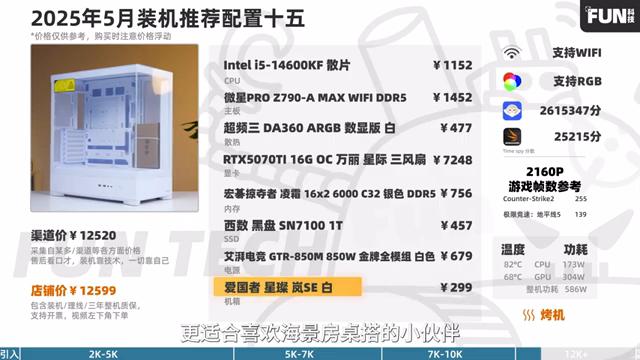 2025年5月装机推荐配置十五
*价格仅供参考，购买时注意价格浮动
FUN科技
Intel i5-14600KF 散片 ¥1152
CPU
微星PRO Z790-A MAX WIFI DDR5 ¥1452
主板
超频三 DA360 ARGB 数显版 白 ¥477
散热
RTX5070TI 16G OC 万丽 星际 三风扇 ¥7248
显卡
宏碁掠夺者 凌霜 16x2 6000 C32 银色 DDR5 ¥756
内存
西数 黑盘 SN7100 1T ¥457
SSD
艾湃电竞 GTR-850M 850W 金牌全模组 白色 ¥679
电源
爱国者 星璨 岚SE 白 ¥299
机箱
渠道价 ¥12520
采集自某多/渠道等各方面价格
售后看口才，装机靠技术，一切靠自己
店铺价 ¥12599
包含装机/理线/三年整机质保，
支持开票，视频左下角下单
支持WIFI
支持RGB
2615347分
25215分
Time spy 分数
2160P
游戏帧数参考
Counter-Strike2 255
极限竞速：地平线5 139
温度 功耗
82°C CPU 173W
68°C GPU 304W
整机功耗 586W
烤机
更适合喜欢海景房桌搭的小伙伴
引入 2K-5K 5K-7K 7K-10K 12K+
FUN TECH